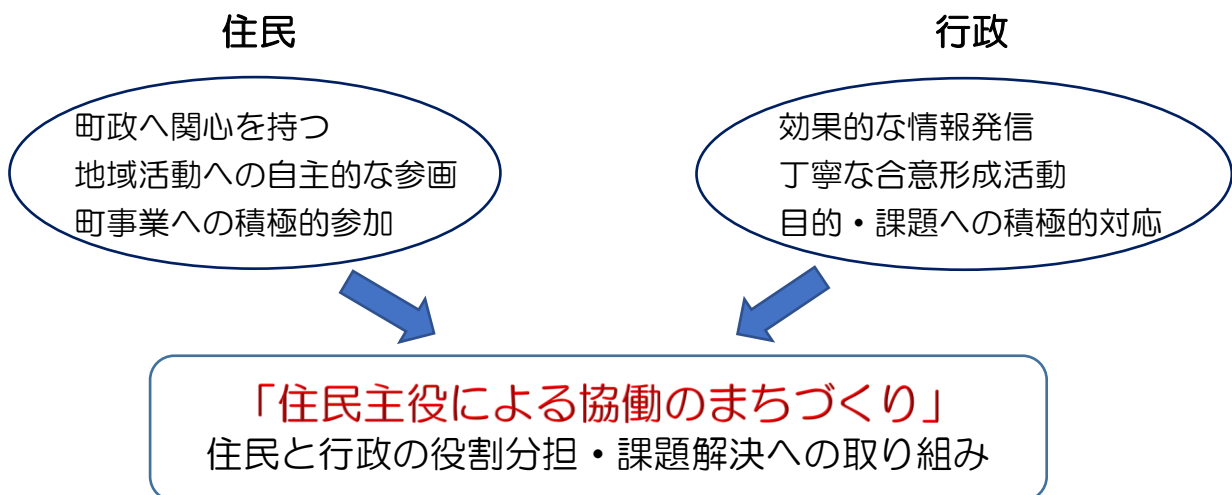 住民
町政へ関心を持つ
地域活動への自主的な参画
町事業への積極的参加
行政
効果的な情報発信
丁寧な合意形成活動
目的・課題への積極的対応
「住民主役による協働のまちづくり」
住民と行政の役割分担・課題解決への取り組み